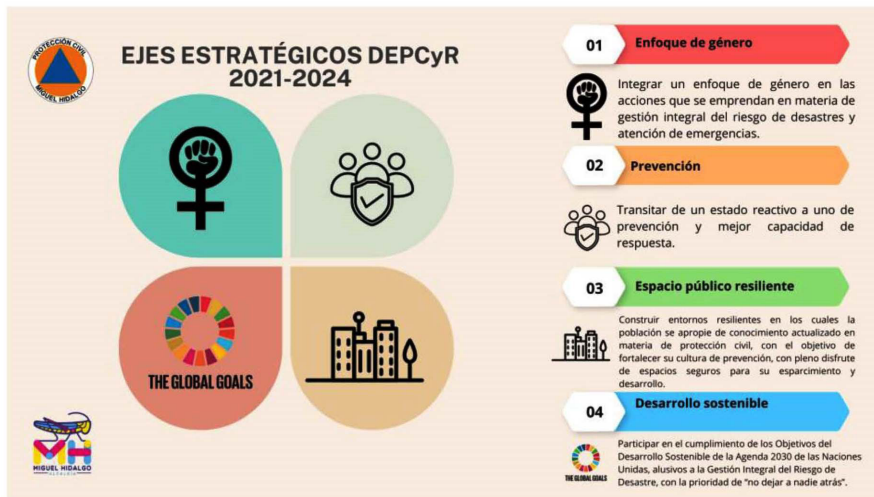 PROTECCIÓN CIVIL
MIGUEL HIDALGO
EJES ESTRATÉGICOS DEPCyR
2021-2024
THE GLOBAL GOALS
MH
MIGUEL HIDALGO
01
Enfoque de género
Integrar un enfoque de género en las
acciones que se emprendan en materia de
gestión integral del riesgo de desastres y
atención de emergencias.
02
Prevención
Transitar de un estado reactivo a uno de
prevención y mejor capacidad de
respuesta.
03
Espacio público resiliente
Construir entornos resilientes en los cuales la
población se apropie de conocimiento actualizado en
materia de protección civil, con el objetivo de
fortalecer su cultura de prevención, con pleno disfrute
de espacios seguros para su esparcimiento y
desarrollo.
04
Desarrollo sostenible
Participar en el cumplimiento de los Objetivos del
Desarrollo Sostenible de la Agenda 2030 de las Naciones
Unidas, alusivos a la Gestión Integral del Riesgo de
Desastre, con la prioridad de “no dejar a nadie atrás”.
THE GLOBAL GOALS